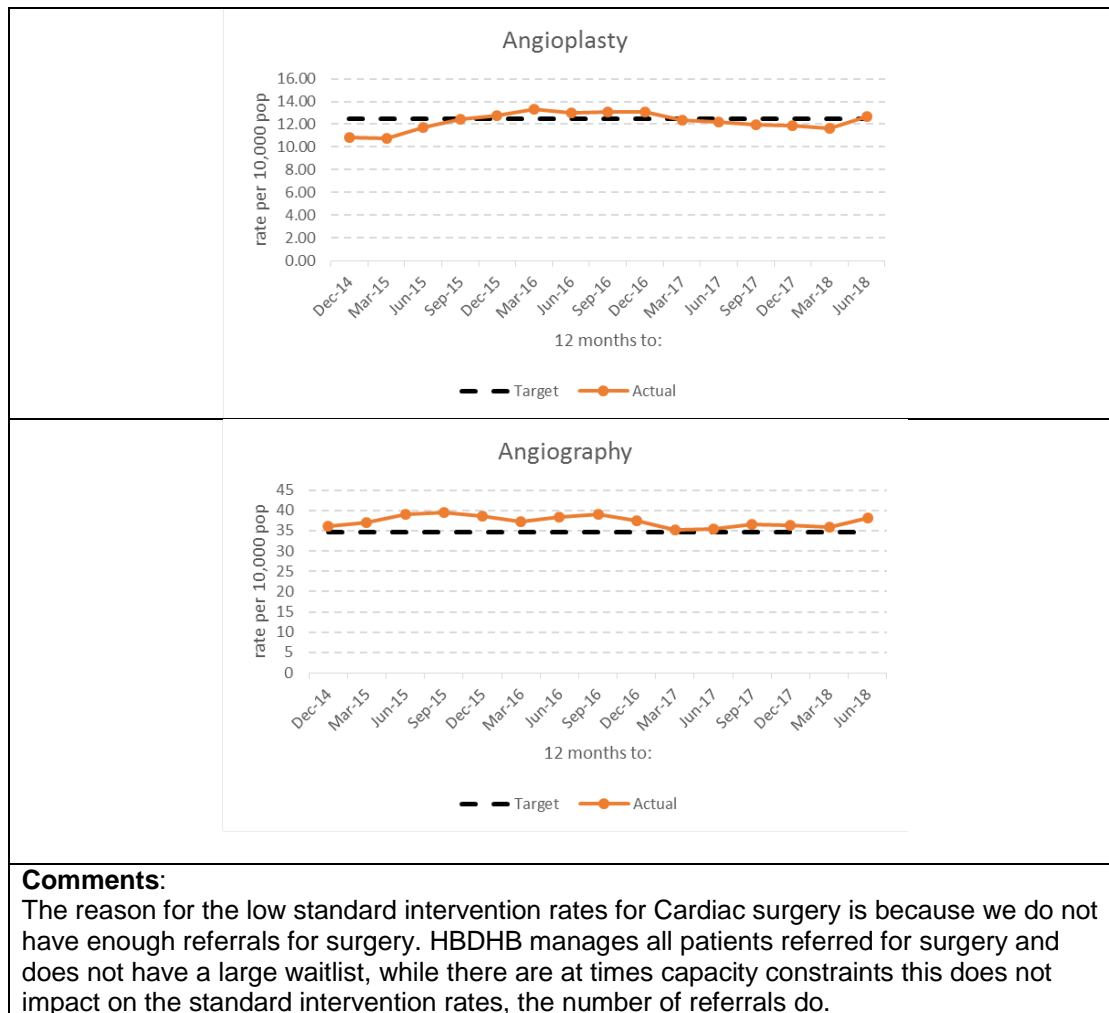 Angioplasty
16.00
14.00
12.00
10.00
8.00
6.00
4.00
2.00
0.00
rate per 10,000 pop
Dec-14 Mar-15 Jun-15 Sep-15 Dec-15 Mar-16 Jun-16 Sep-16 Dec-16 Mar-17 Jun-17 Sep-17 Dec-17 Mar-18 Jun-18
12 months to:
Target Actual
Angiography
45
40
35
30
25
20
15
10
5
0
rate per 10,000 pop
Dec-14 Mar-15 Jun-15 Sep-15 Dec-15 Mar-16 Jun-16 Sep-16 Dec-16 Mar-17 Jun-17 Sep-17 Dec-17 Mar-18 Jun-18
12 months to:
Target Actual
Comments:
The reason for the low standard intervention rates for Cardiac surgery is because we do not
have enough referrals for surgery. HBDHB manages all patients referred for surgery and
does not have a large waitlist, while there are at times capacity constraints this does not
impact on the standard intervention rates, the number of referrals do.